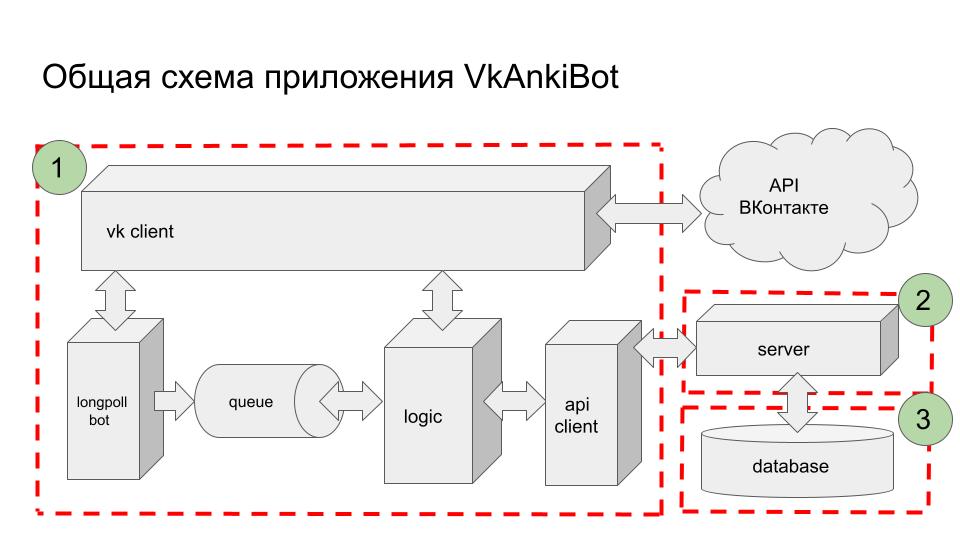 Общая схема приложения VkAnkiBot
1
vk client
API
ВКонтакте
2
server
longpoll
bot
queue
logic
api
client
3
database